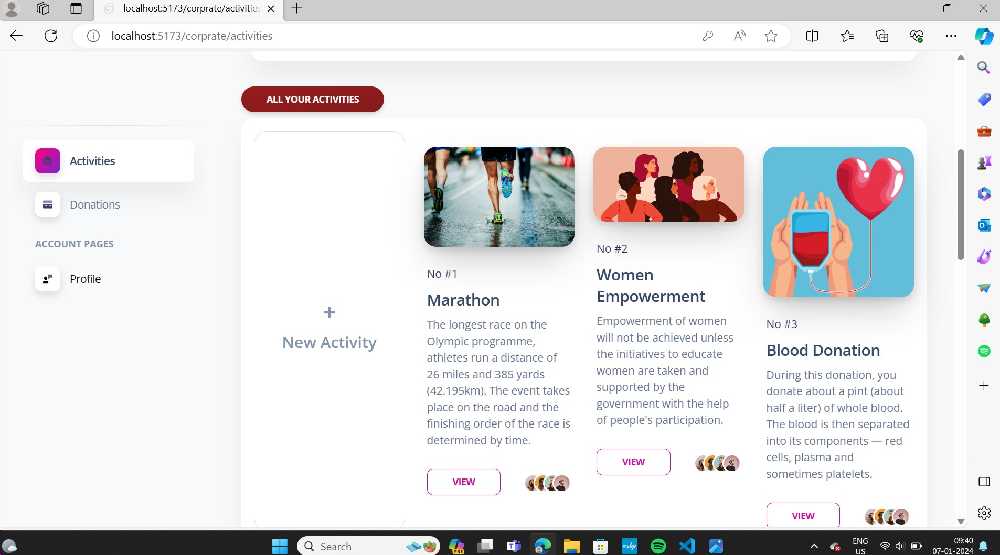 localhost:5173/corprate/activities
localhost:5173/corprate/activities
ALL YOUR ACTIVITIES
Activities
Donations
ACCOUNT PAGES
Profile
+
New Activity
No #1
Marathon
The longest race on the
Olympic programme,
athletes run a distance of
26 miles and 385 yards
(42.195km). The event takes
place on the road and the
finishing order of the race is
determined by time.
VIEW
No #2
Women
Empowerment
Empowerment of women
will not be achieved unless
the initiatives to educate
women are taken and
supported by the
government with the help
of people's participation.
VIEW
No #3
Blood Donation
During this donation, you
donate about a pint (about
half a liter) of whole blood.
The blood is then separated
into its components — red
cells, plasma and
sometimes platelets.
VIEW
Search
PRE
myhp
ENG
US
09:40
07-01-2024